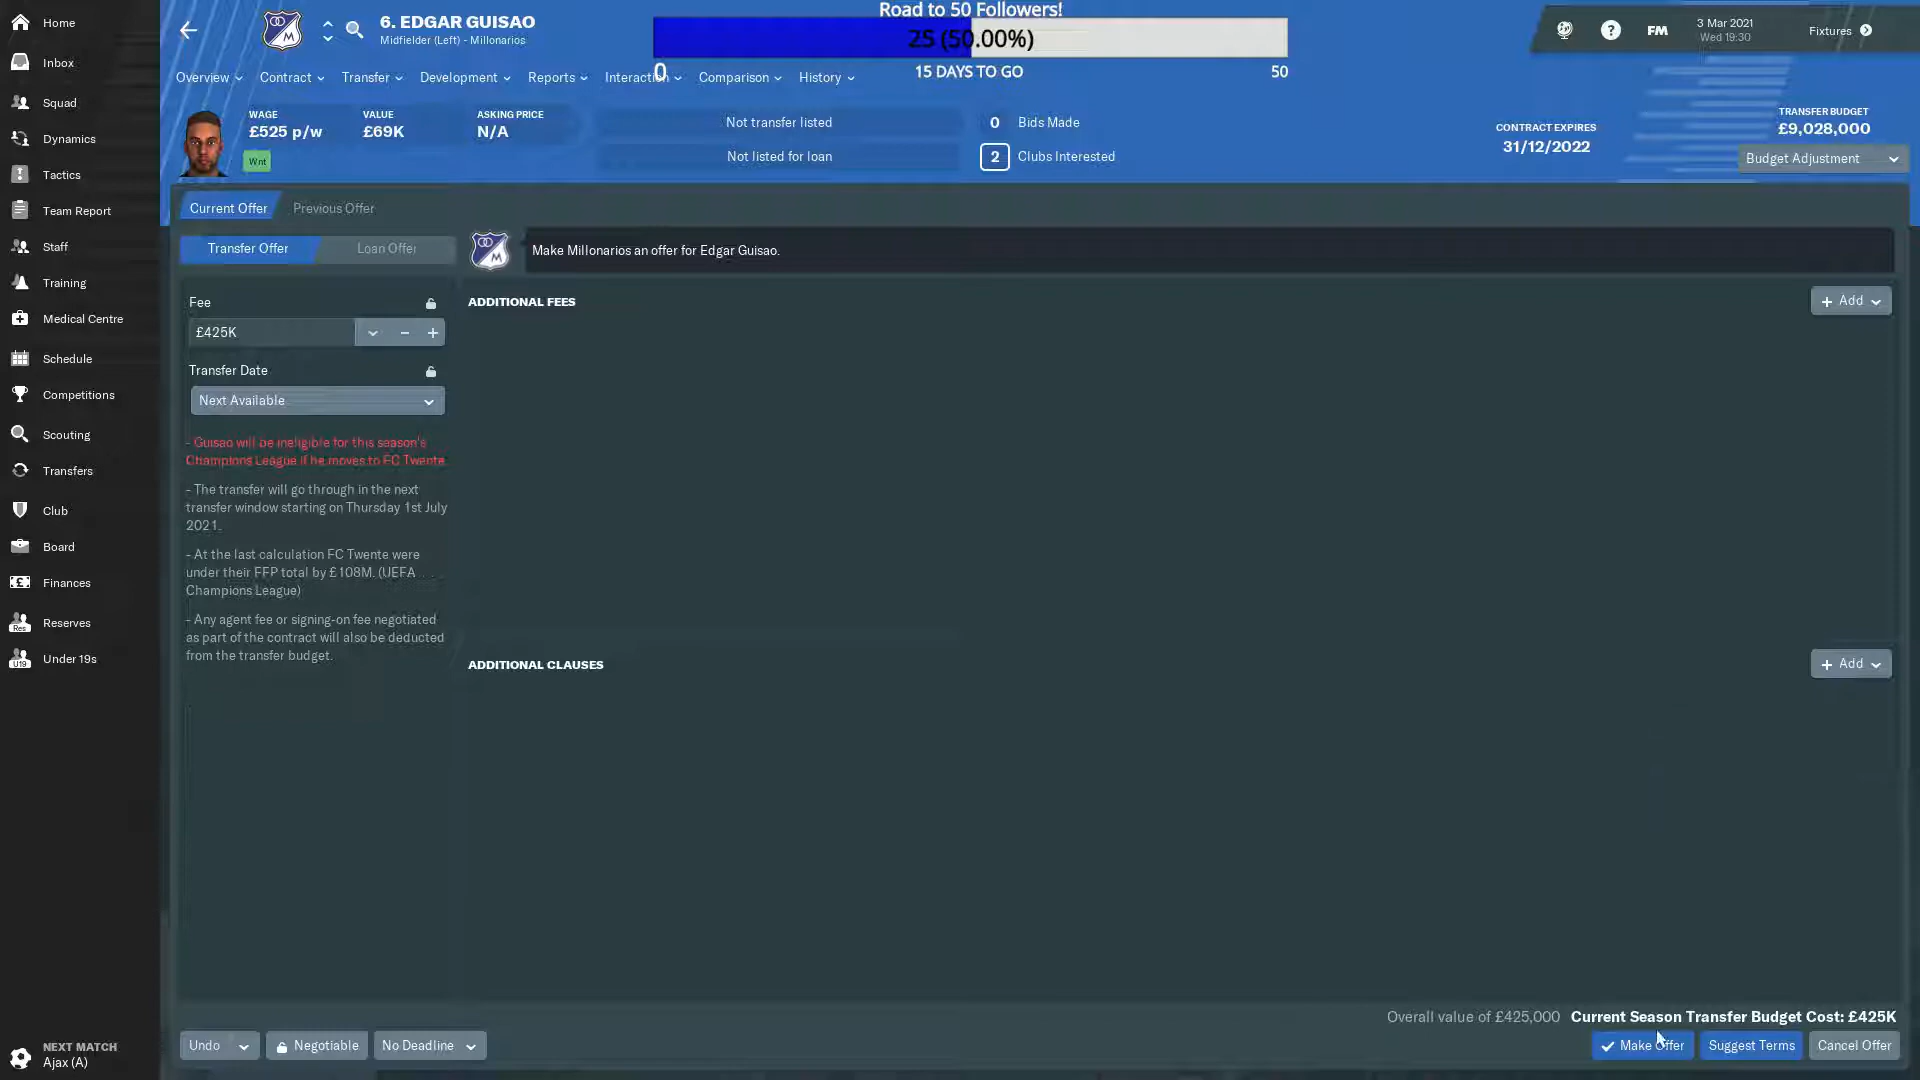 Home
Inbox
Squad
Dynamics
Tactics
Team Report
Staff
Training
Medical Centre
Schedule
Competitions
Scouting
Transfers
Club
Board
Finances
Res
Reserves
U19
Under 19s
NEXT MATCH
Ajax (A)
6. EDGAR GUISAO
Midfielder (Left) - Millonarios
Road to 50 Followers!
25 (50.00%)
0
15 DAYS TO GO
50
FM
3 Mar 2021
Wed 19:30
Fixtures
Overview
Contract
Transfer
Development
Reports
Interaction
Comparison
History
WAGE
£525 p/w
VALUE
£69K
ASKING PRICE
N/A
Wnt
Not transfer listed
Not listed for loan
0 Bids Made
2 Clubs Interested
CONTRACT EXPIRES
31/12/2022
TRANSFER BUDGET
£9,028,000
Budget Adjustment
Current Offer
Previous Offer
Transfer Offer
Loan Offer
Make Millonarios an offer for Edgar Guisao.
Fee
£425K
Transfer Date
Next Available
- Guisao will be ineligible for this season's
Champions League if he moves to FC Twente
- The transfer will go through in the next
transfer window starting on Thursday 1st July
2021.
- At the last calculation FC Twente were
under their FFP total by £108M. (UEFA
Champions League)
- Any agent fee or signing-on fee negotiated
as part of the contract will also be deducted
from the transfer budget.
ADDITIONAL FEES
+ Add
ADDITIONAL CLAUSES
+ Add
Overall value of £425,000 Current Season Transfer Budget Cost: £425K
Undo
Negotiable
No Deadline
Make Offer
Suggest Terms
Cancel Offer